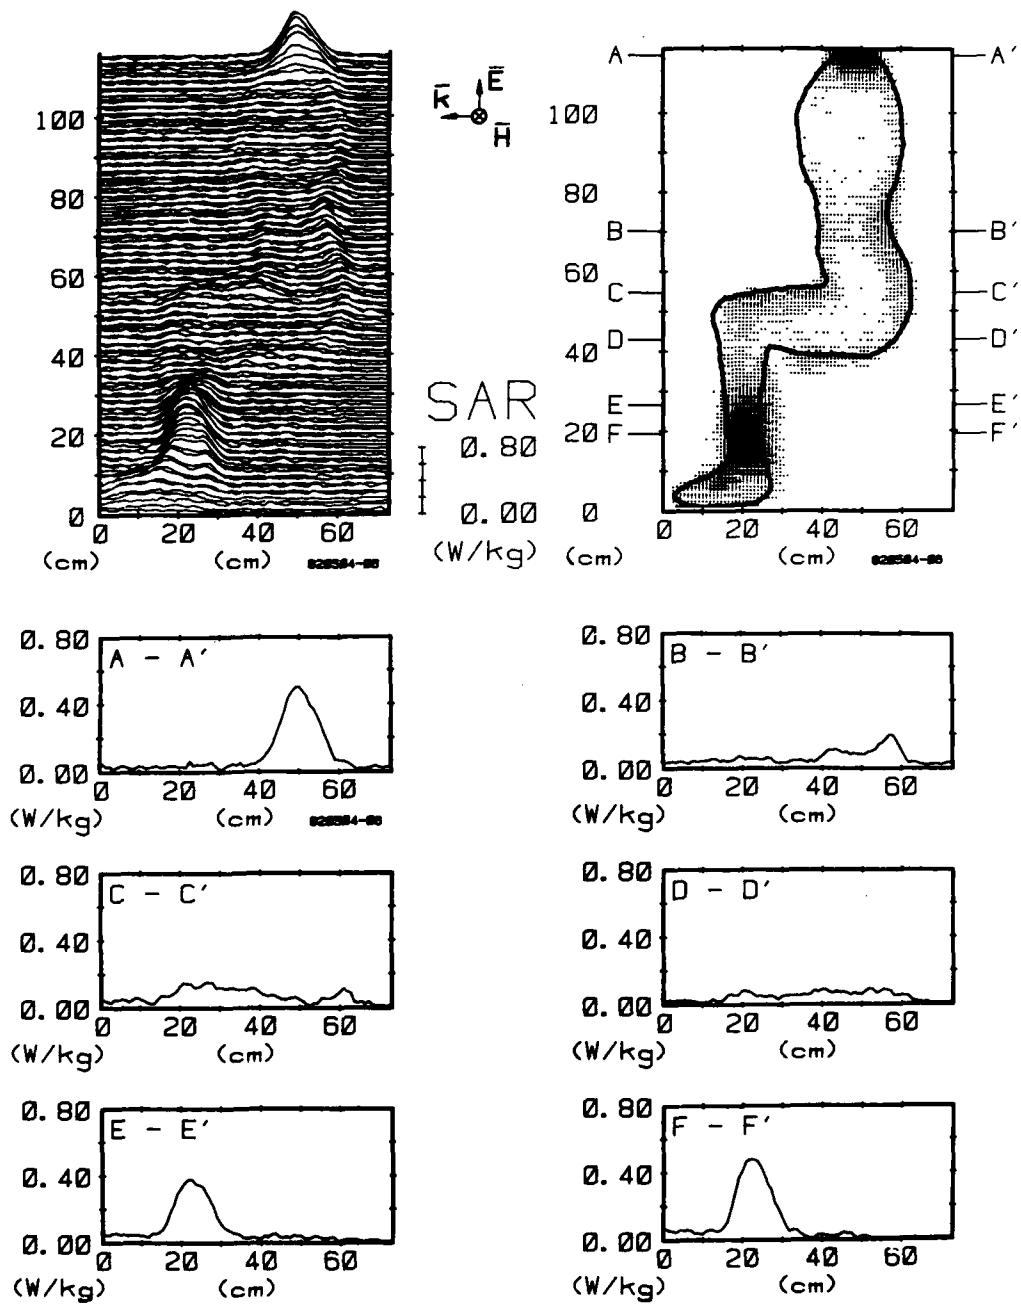 100
80
60
40
20
0
0 20 40 60
(cm) (cm)
E
k
H
SAR
0.80
0.00
(W/kg)
100
80
60
40
20
0
A A'
B B'
C C'
D D'
E E'
F F'
0 20 40 60
(cm) (cm)
A - A'
0.80
0.40
0.00
0 20 40 60
(W/kg) (cm)
B - B'
0.80
0.40
0.00
0 20 40 60
(W/kg) (cm)
C - C'
0.80
0.40
0.00
0 20 40 60
(W/kg) (cm)
D - D'
0.80
0.40
0.00
0 20 40 60
(W/kg) (cm)
E - E'
0.80
0.40
0.00
0 20 40 60
(W/kg) (cm)
F - F'
0.80
0.40
0.00
0 20 40 60
(W/kg) (cm)